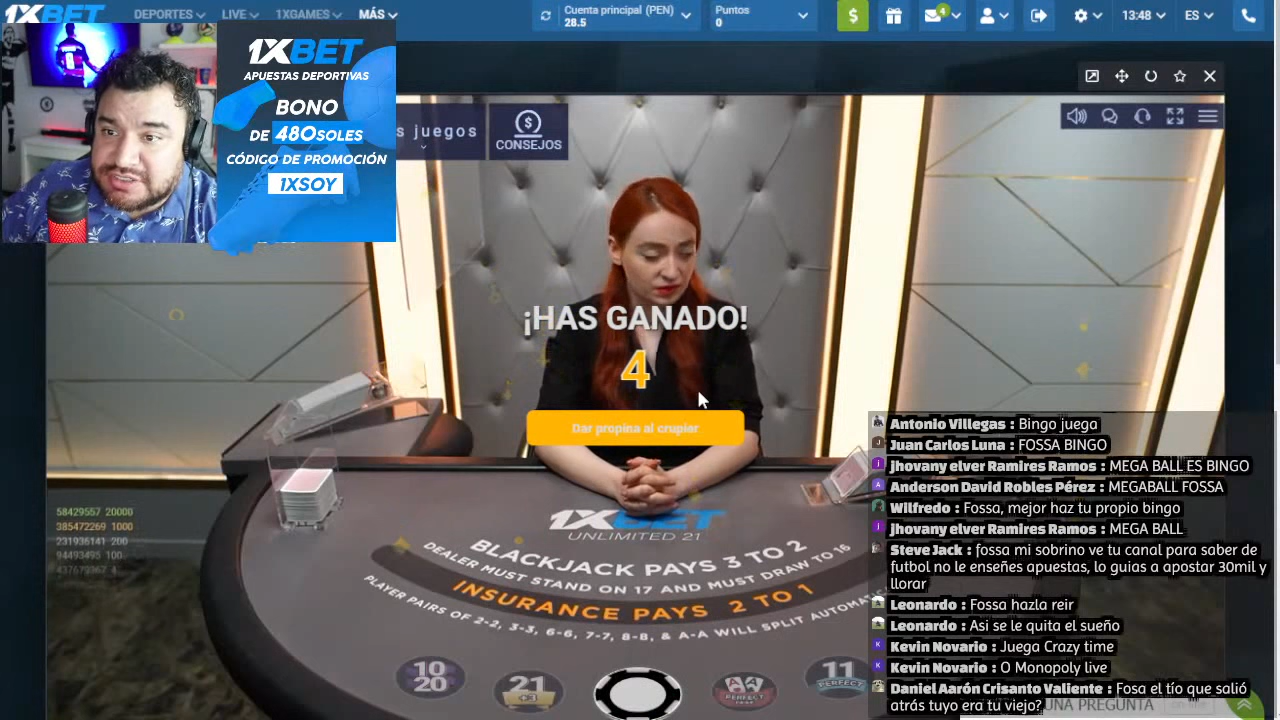 1XBET
DEPORTES
LIVE
1XGAMES
MÁS
Cuenta principal (PEN)
28.5
Puntos
0
$
4
13:48
ES
1XBET
APUESTAS DEPORTIVAS
BONO
DE 480SOLES
CÓDIGO DE PROMOCIÓN
1XSOY
s juegos
CONSEJOS
¡HAS GANADO!
4
Dar propina al crupier
58429557 20000
385472269 1000
231936141 200
94493495 100
437679367 4
1XBET
UNLIMITED 21
BLACKJACK PAYS 3 TO 2
DEALER MUST STAND ON 17 AND MUST DRAW TO 16
INSURANCE PAYS 2 TO 1
PLAYER PAIRS OF 2-2, 3-3, 6-6, 7-7, 8-8, & A-A WILL SPLIT AUTOMATIC
10
20
21
11
PERFECT
AA
PERFECT
Antonio Villegas : Bingo juega
Juan Carlos Luna : FOSSA BINGO
jhovany elver Ramires Ramos : MEGA BALL ES BINGO
Anderson David Robles Pérez : MEGABALL FOSSA
Wilfredo : Fossa, mejor haz tu propio bingo
jhovany elver Ramires Ramos : MEGA BALL
Steve Jack : fossa mi sobrino ve tu canal para saber de
futbol no le enseñes apuestas, lo guias a apostar 30mil y
llorar
Leonardo : Fossa hazla reir
Leonardo : Asi se le quita el sueño
Kevin Novario : Juega Crazy time
Kevin Novario : O Monopoly live
Daniel Aarón Crisanto Valiente : Fosa el tío que salió
atrás tuyo era tu viejo?
UNA PREGUNTA